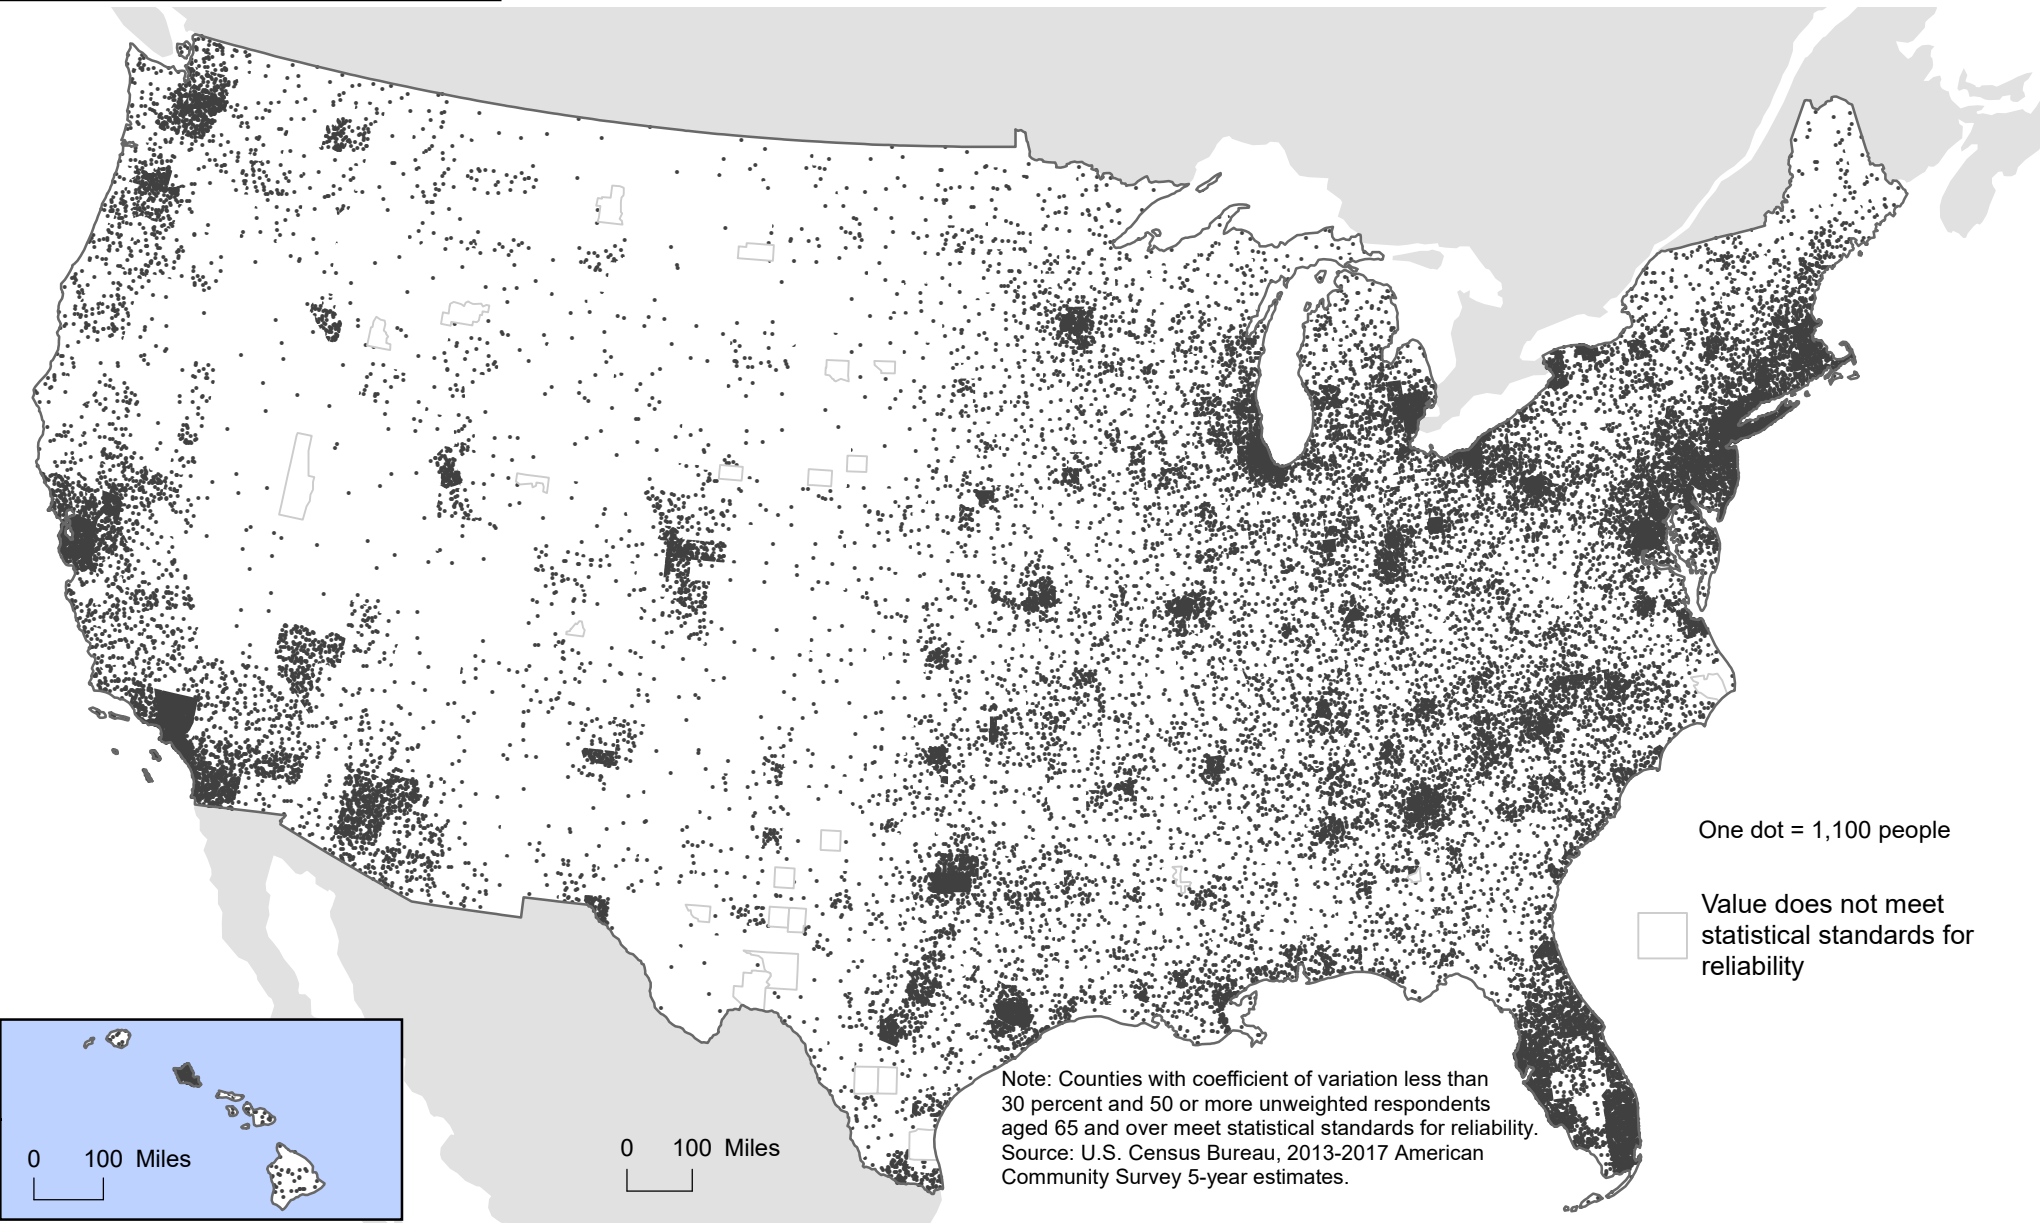 One dot = 1,100 people
Value does not meet
statistical standards for
reliability
Note: Counties with coefficient of variation less than
30 percent and 50 or more unweighted respondents
aged 65 and over meet statistical standards for reliability.
Source: U.S. Census Bureau, 2013-2017 American
Community Survey 5-year estimates.
0 100 Miles
0 100 Miles